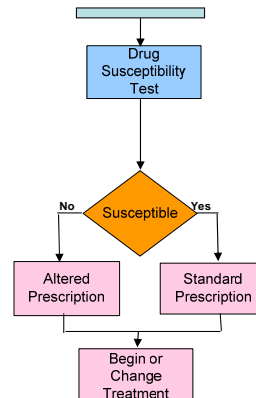 Drug
Susceptibility
Test
No
Yes
Susceptible
Altered
Prescription
Standard
Prescription
Begin or
Change
Treatment